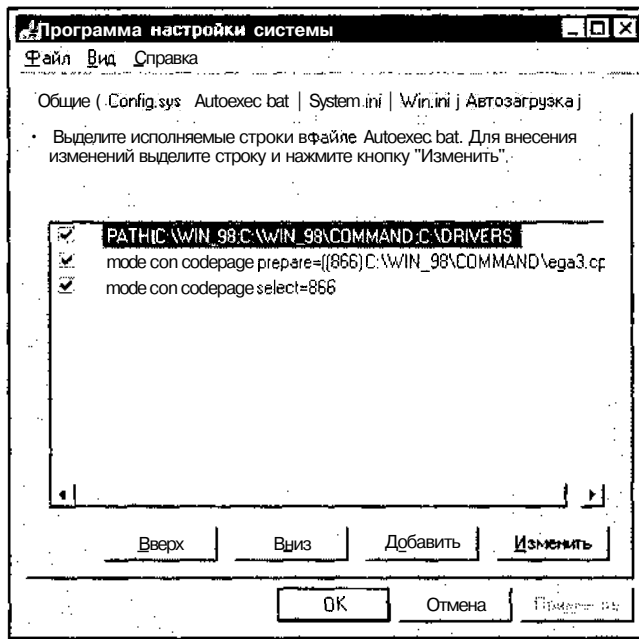 Программа настройки системы
Файл Вид Справка
Общие ( Config.sys Autoexec bat | System.ini | Win.ini j Автозагрузка j
Выделите исполняемые строки в файле Autoexec bat. Для внесения
изменений выделите строку и нажмите кнопку "Изменить".
PATH C:\WIN_98;C:\WIN_98\COMMAND;C:\DRIVERS
mode con codepage prepare=((866) C:\WIN_98\COMMAND\ega3.cp
mode con codepage select=866
Вверх Вниз Добавить Изменить
OK Отмена